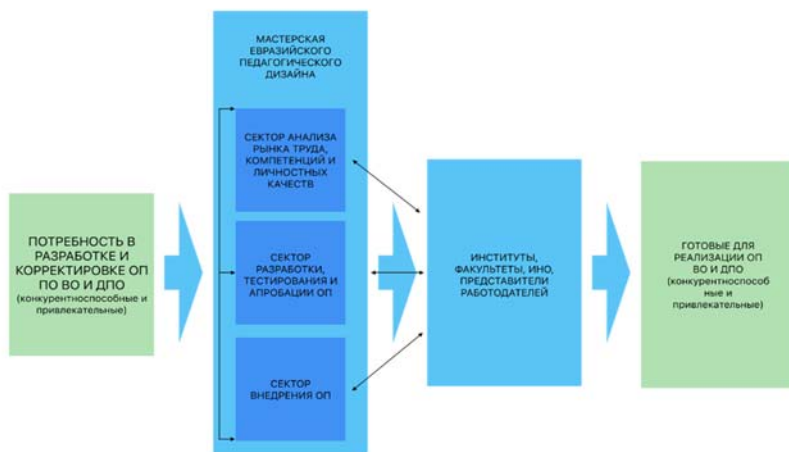 ПОТРЕБНОСТЬ В
РАЗРАБОТКЕ И
КОРРЕКТИРОВКЕ ОП
ПО ВО И ДПО
(конкурентноспособные и
привлекательные)
МАСТЕРСКАЯ
ЕВРАЗИЙСКОГО
ПЕДАГОГИЧЕСКОГО
ДИЗАЙНА
СЕКТОР АНАЛИЗА
РЫНКА ТРУДА,
КОМПЕТЕНЦИЙ И
ЛИЧНОСТНЫХ
КАЧЕСТВ
СЕКТОР
РАЗРАБОТКИ,
ТЕСТИРОВАНИЯ И
АПРОБАЦИИ ОП
СЕКТОР
ВНЕДРЕНИЯ ОП
ИНСТИТУТЫ,
ФАКУЛЬТЕТЫ, ИНО,
ПРЕДСТАВИТЕЛИ
РАБОТОДАТЕЛЕЙ
ГОТОВЫЕ ДЛЯ
РЕАЛИЗАЦИИ ОП
ВО И ДПО
(конкурентноспособ
ные и
привлекательные)